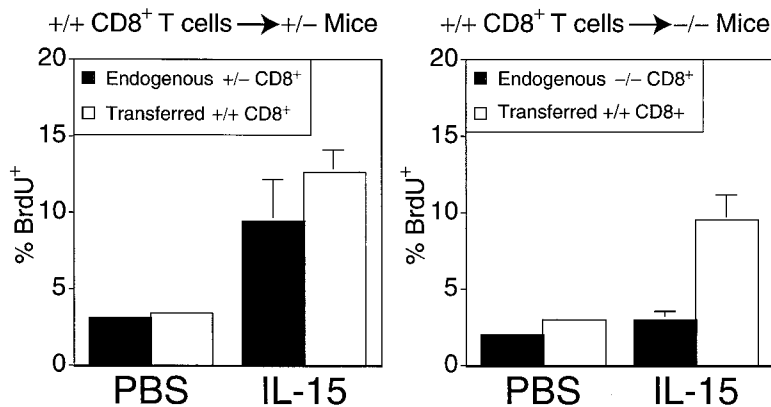 +/+ CD8⁺ T cells → +/− Mice
Endogenous +/− CD8⁺
Transferred +/+ CD8⁺
% BrdU⁺
20
15
10
5
0
PBS
IL-15
+/+ CD8⁺ T cells → −/− Mice
Endogenous −/− CD8⁺
Transferred +/+ CD8+
% BrdU⁺
20
15
10
5
0
PBS
IL-15